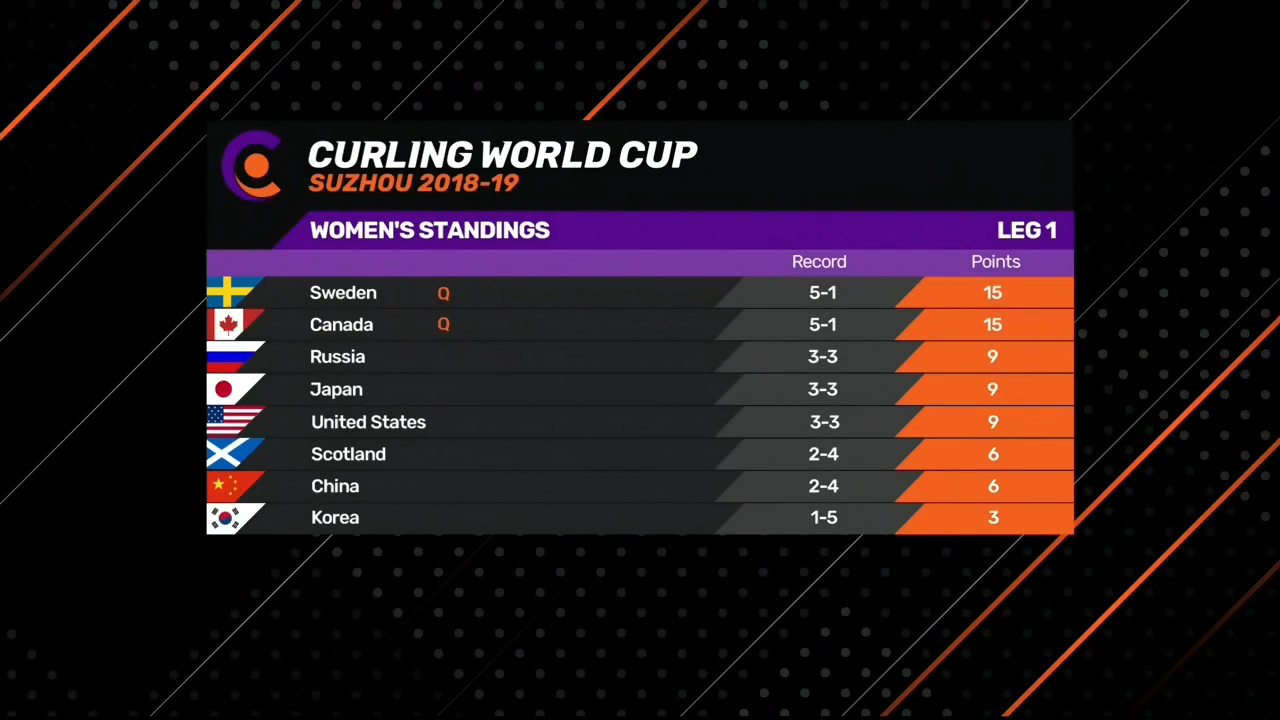 CURLING WORLD CUP
SUZHOU 2018-19
WOMEN'S STANDINGS LEG 1
Record Points
Sweden Q 5-1 15
Canada Q 5-1 15
Russia 3-3 9
Japan 3-3 9
United States 3-3 9
Scotland 2-4 6
China 2-4 6
Korea 1-5 3